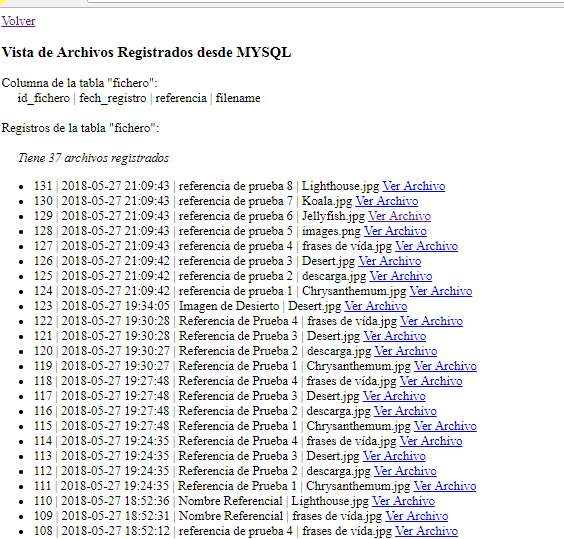 Volver
Vista de Archivos Registrados desde MYSQL
Columna de la tabla "fichero":
id_fichero | fech_registro | referencia | filename
Registros de la tabla "fichero":
Tiene 37 archivos registrados
131 | 2018-05-27 21:09:43 | referencia de prueba 8 | Lighthouse.jpg Ver Archivo
130 | 2018-05-27 21:09:43 | referencia de prueba 7 | Koala.jpg Ver Archivo
129 | 2018-05-27 21:09:43 | referencia de prueba 6 | Jellyfish.jpg Ver Archivo
128 | 2018-05-27 21:09:43 | referencia de prueba 5 | images.png Ver Archivo
127 | 2018-05-27 21:09:43 | referencia de prueba 4 | frases de vída.jpg Ver Archivo
126 | 2018-05-27 21:09:42 | referencia de prueba 3 | Desert.jpg Ver Archivo
125 | 2018-05-27 21:09:42 | referencia de prueba 2 | descarga.jpg Ver Archivo
124 | 2018-05-27 21:09:42 | referencia de prueba 1 | Chrysanthemum.jpg Ver Archivo
123 | 2018-05-27 19:34:05 | Imagen de Desierto | Desert.jpg Ver Archivo
122 | 2018-05-27 19:30:28 | Referencia de Prueba 4 | frases de vída.jpg Ver Archivo
121 | 2018-05-27 19:30:28 | Referencia de Prueba 3 | Desert.jpg Ver Archivo
120 | 2018-05-27 19:30:27 | Referencia de Prueba 2 | descarga.jpg Ver Archivo
119 | 2018-05-27 19:30:27 | Referencia de Prueba 1 | Chrysanthemum.jpg Ver Archivo
118 | 2018-05-27 19:27:48 | Referencia de Prueba 4 | frases de vída.jpg Ver Archivo
117 | 2018-05-27 19:27:48 | Referencia de Prueba 3 | Desert.jpg Ver Archivo
116 | 2018-05-27 19:27:48 | Referencia de Prueba 2 | descarga.jpg Ver Archivo
115 | 2018-05-27 19:27:48 | Referencia de Prueba 1 | Chrysanthemum.jpg Ver Archivo
114 | 2018-05-27 19:24:35 | Referencia de Prueba 4 | frases de vída.jpg Ver Archivo
113 | 2018-05-27 19:24:35 | Referencia de Prueba 3 | Desert.jpg Ver Archivo
112 | 2018-05-27 19:24:35 | Referencia de Prueba 2 | descarga.jpg Ver Archivo
111 | 2018-05-27 19:24:35 | Referencia de Prueba 1 | Chrysanthemum.jpg Ver Archivo
110 | 2018-05-27 18:52:36 | Nombre Referencial | Lighthouse.jpg Ver Archivo
109 | 2018-05-27 18:52:31 | Nombre Referencial | frases de vída.jpg Ver Archivo
108 | 2018-05-27 18:52:12 | referencia de prueba 4 | frases de vída.jpg Ver Archivo